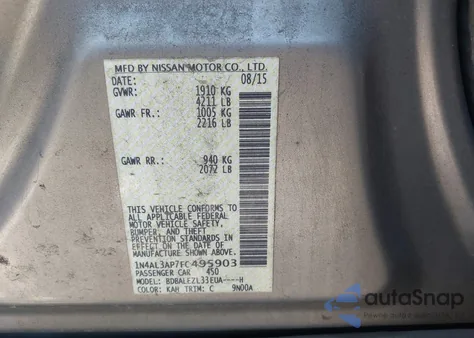 MFD BY NISSAN MOTOR CO., LTD.
DATE: 08/15
GVWR: 1910 KG
4211 LB
GAWR FR.: 1005 KG
2216 LB
GAWR RR.: 940 KG
2072 LB
THIS VEHICLE CONFORMS TO
ALL APPLICABLE FEDERAL
MOTOR VEHICLE SAFETY,
BUMPER, AND THEFT
PREVENTION STANDARDS IN
EFFECT ON THE DATE OF
MANUFACTURE SHOWN ABOVE.
1N4AL3AP7FC495903
PASSENGER CAR 450
MODEL: BDBALEZL33EUA----H
COLOR: KAH TRIM: C 9N00A
autoSnap